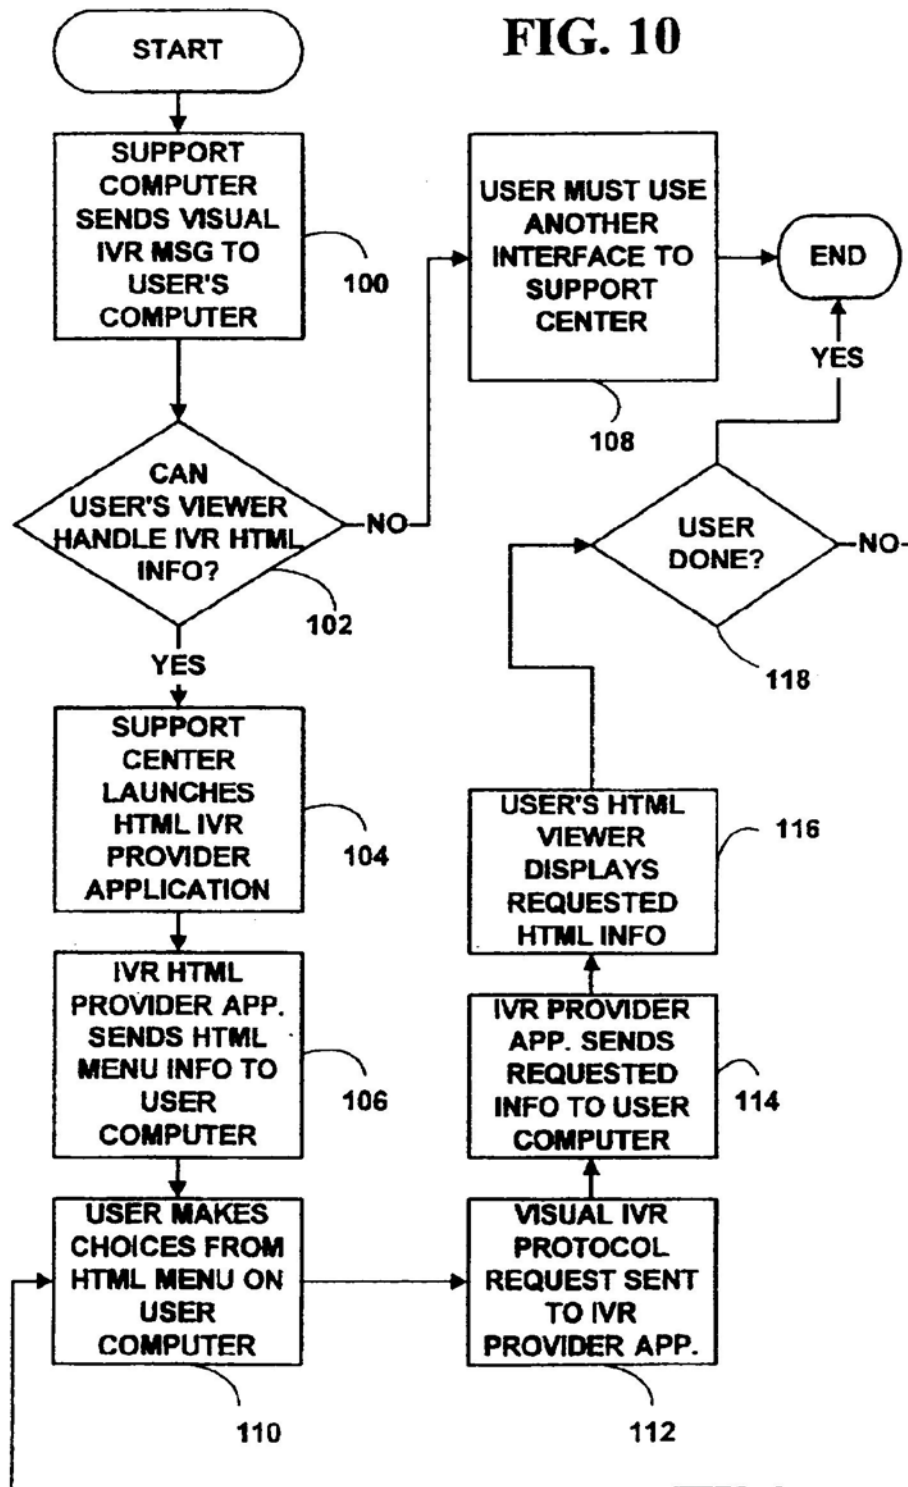 FIG. 10
START
SUPPORT
COMPUTER
SENDS VISUAL
IVR MSG TO
USER'S
COMPUTER
100
CAN
USER'S VIEWER
HANDLE IVR HTML
INFO?
102
NO
YES
USER MUST USE
ANOTHER
INTERFACE TO
SUPPORT
CENTER
108
END
SUPPORT
CENTER
LAUNCHES
HTML IVR
PROVIDER
APPLICATION
104
IVR HTML
PROVIDER APP.
SENDS HTML
MENU INFO TO
USER
COMPUTER
106
USER MAKES
CHOICES FROM
HTML MENU ON
USER
COMPUTER
110
VISUAL IVR
PROTOCOL
REQUEST SENT
TO IVR
PROVIDER APP.
112
IVR PROVIDER
APP. SENDS
REQUESTED
INFO TO USER
COMPUTER
114
USER'S HTML
VIEWER
DISPLAYS
REQUESTED
HTML INFO
116
USER
DONE?
118
YES
NO